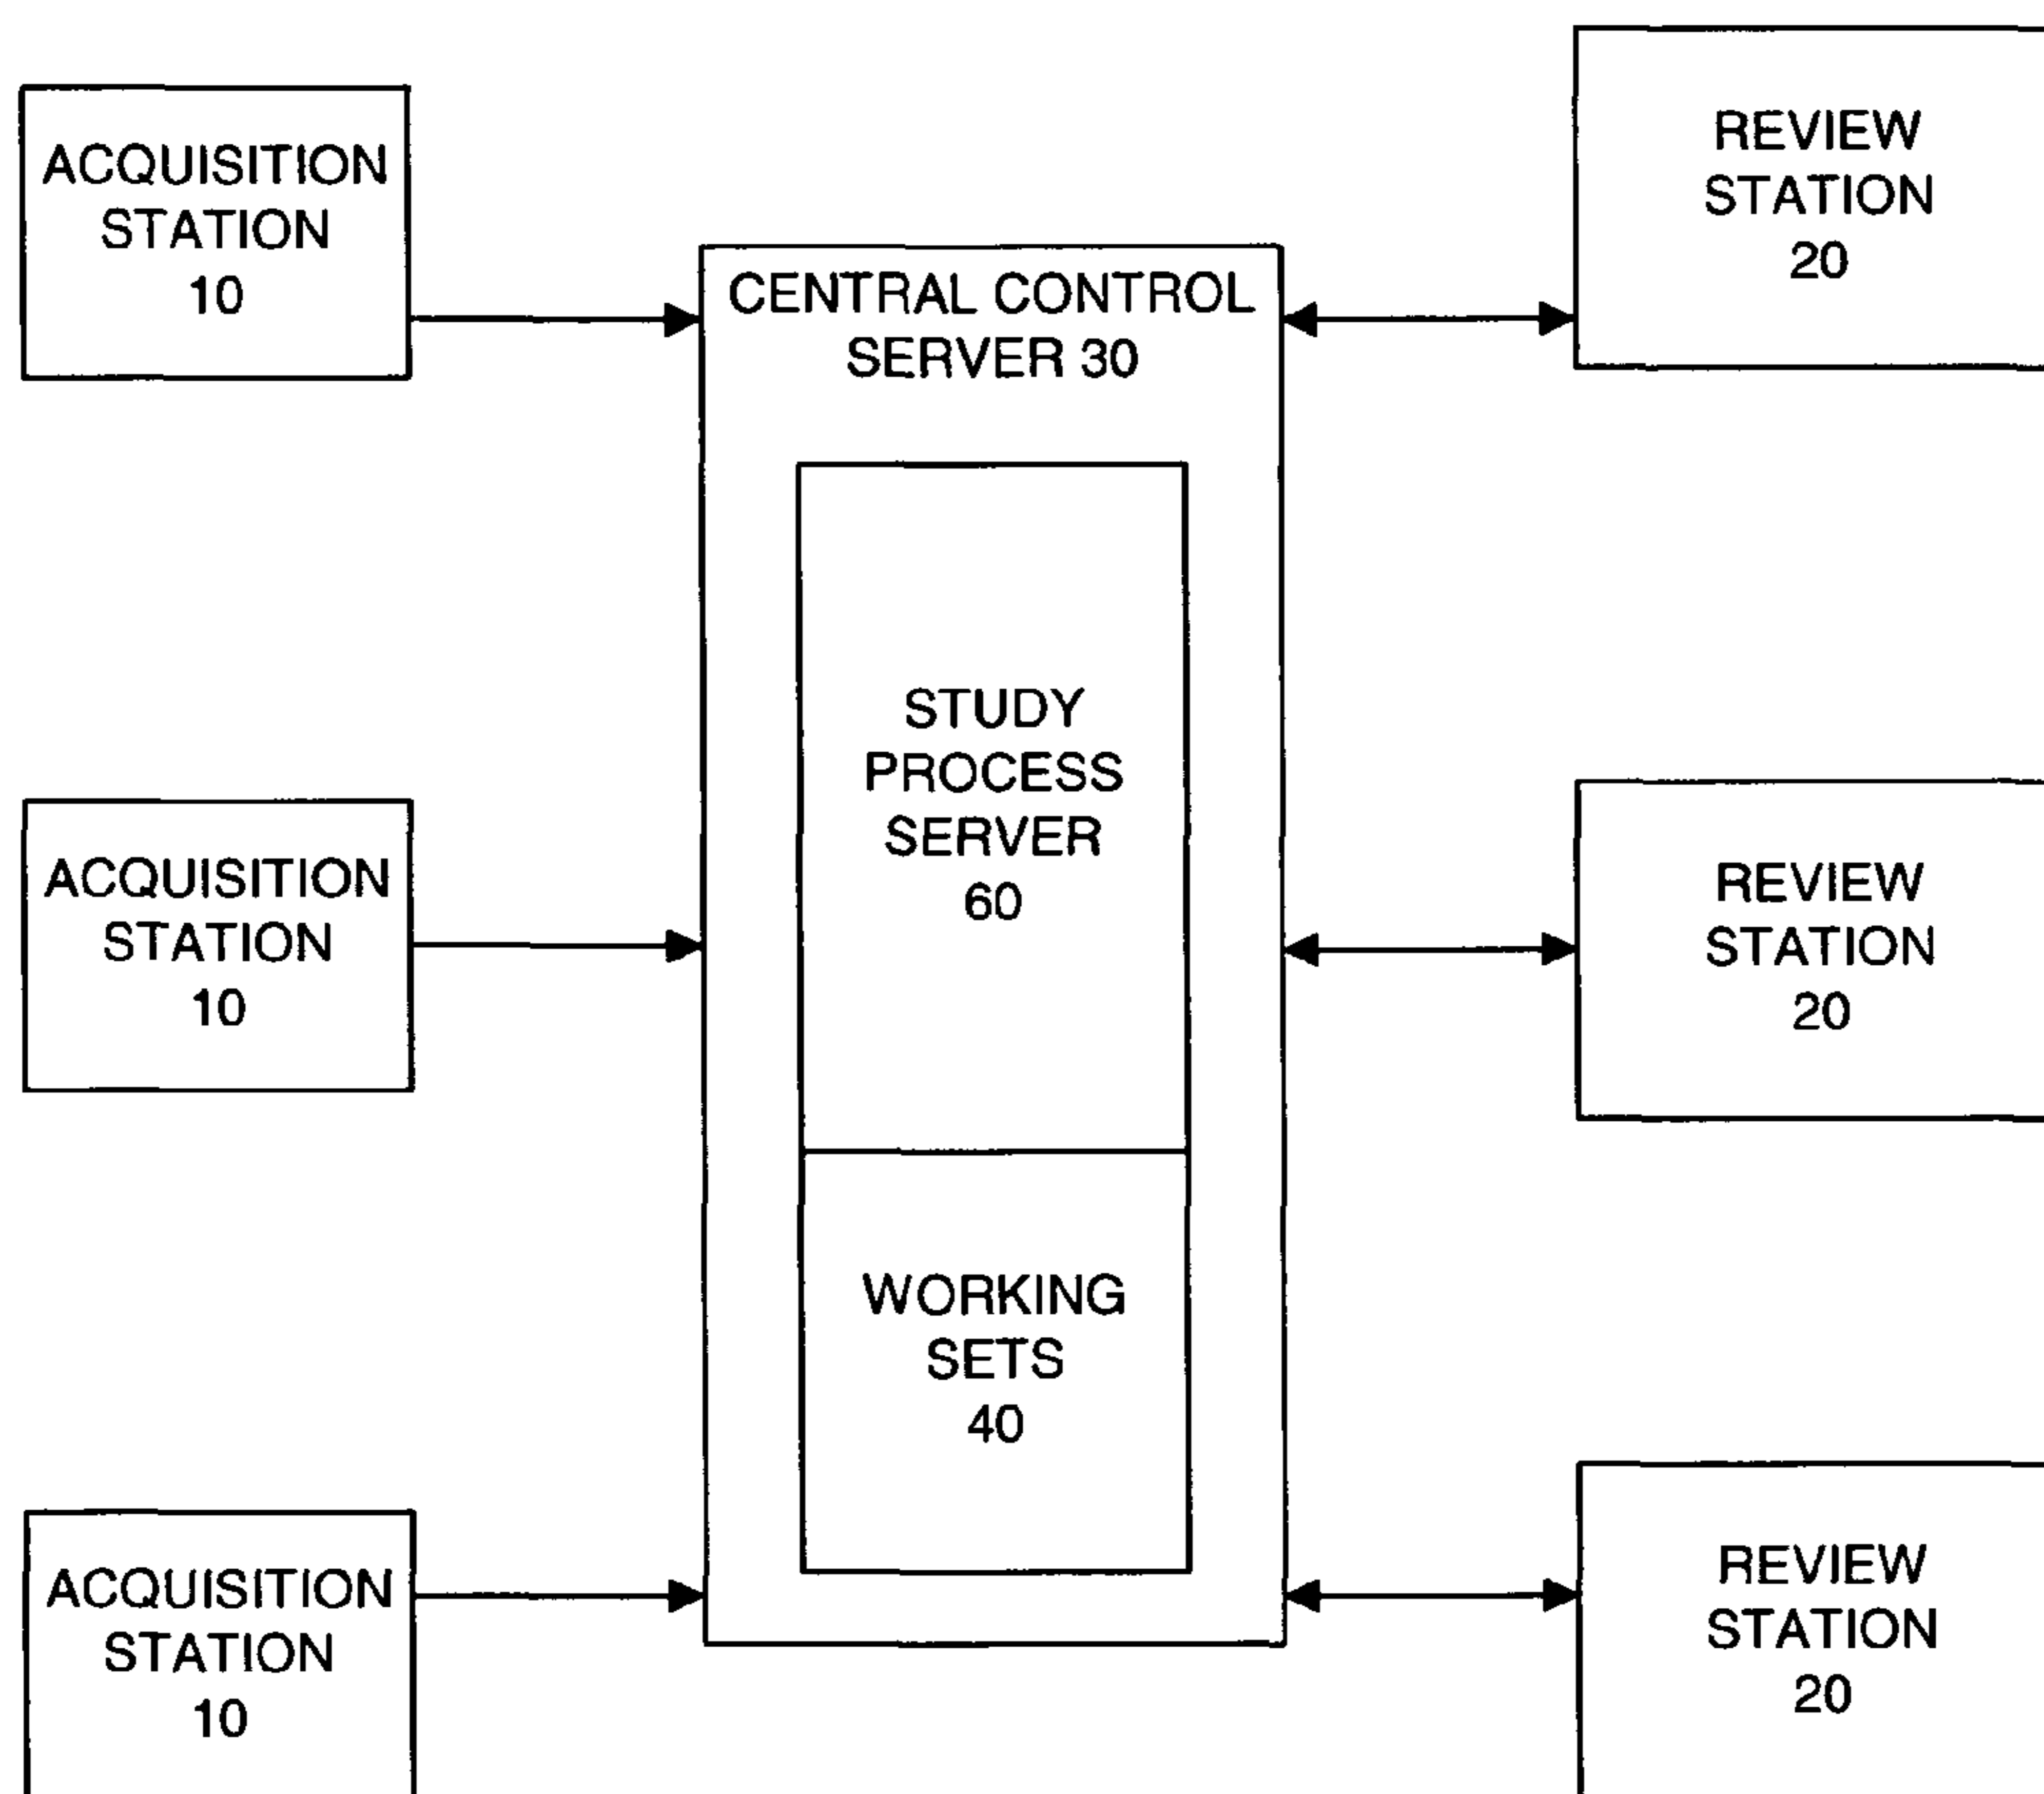 ACQUISITION
STATION
10
ACQUISITION
STATION
10
ACQUISITION
STATION
10
CENTRAL CONTROL
SERVER 30
STUDY
PROCESS
SERVER
60
WORKING
SETS
40
REVIEW
STATION
20
REVIEW
STATION
20
REVIEW
STATION
20